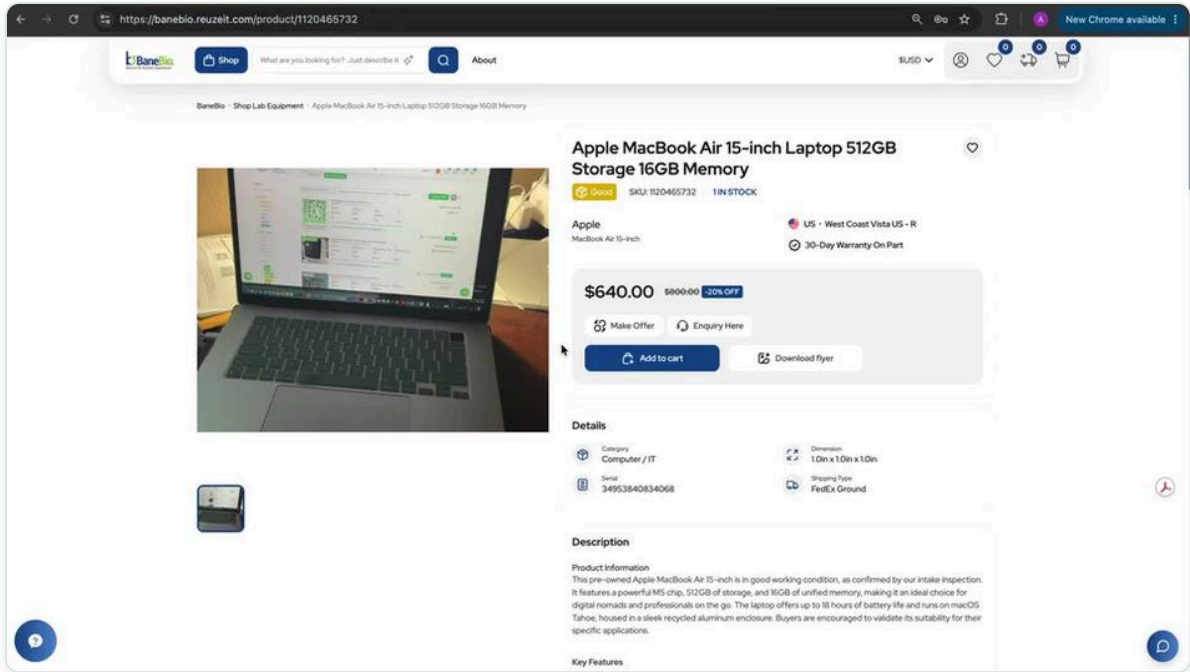 https://banebio.reuzeit.com/product/1120465732
New Chrome available
BaneBio
Shop
What are you looking for? Just describe it
About
$USD
0
0
0
BaneBio - Shop Lab Equipment - Apple MacBook Air 15-inch Laptop 512GB Storage 16GB Memory
Apple MacBook Air 15-inch Laptop 512GB
Storage 16GB Memory
Good
SKU: 1120465732
1 IN STOCK
Apple
MacBook Air 15-inch
US - West Coast Vista US - R
30-Day Warranty On Part
$640.00 $800.00 -20% OFF
Make Offer
Enquiry Here
Add to cart
Download flyer
Details
Category
Computer / IT
Dimension
1.0in x 1.0in x 1.0in
Serial
34953840834068
Shipping Type
FedEx Ground
Description
Product Information
This pre-owned Apple MacBook Air 15-inch is in good working condition, as confirmed by our intake inspection.
It features a powerful M5 chip, 512GB of storage, and 16GB of unified memory, making it an ideal choice for
digital nomads and professionals on the go. The laptop offers up to 18 hours of battery life and runs on macOS
Tahoe, housed in a sleek recycled aluminum enclosure. Buyers are encouraged to validate its suitability for their
specific applications.
Key Features